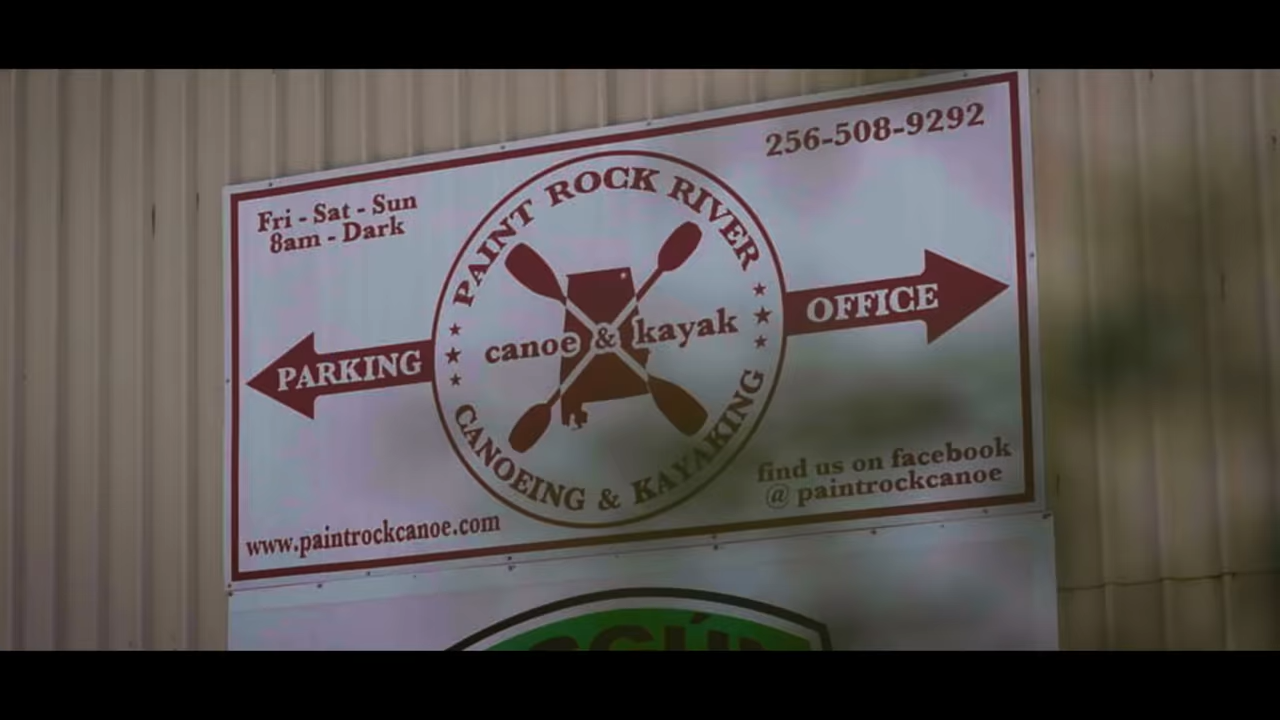 256-508-9292
Fri - Sat - Sun
8am - Dark
PAINT ROCK RIVER
canoe & kayak
CANOEING & KAYAKING
PARKING
OFFICE
find us on facebook
@ paintrockcanoe
www.paintrockcanoe.com